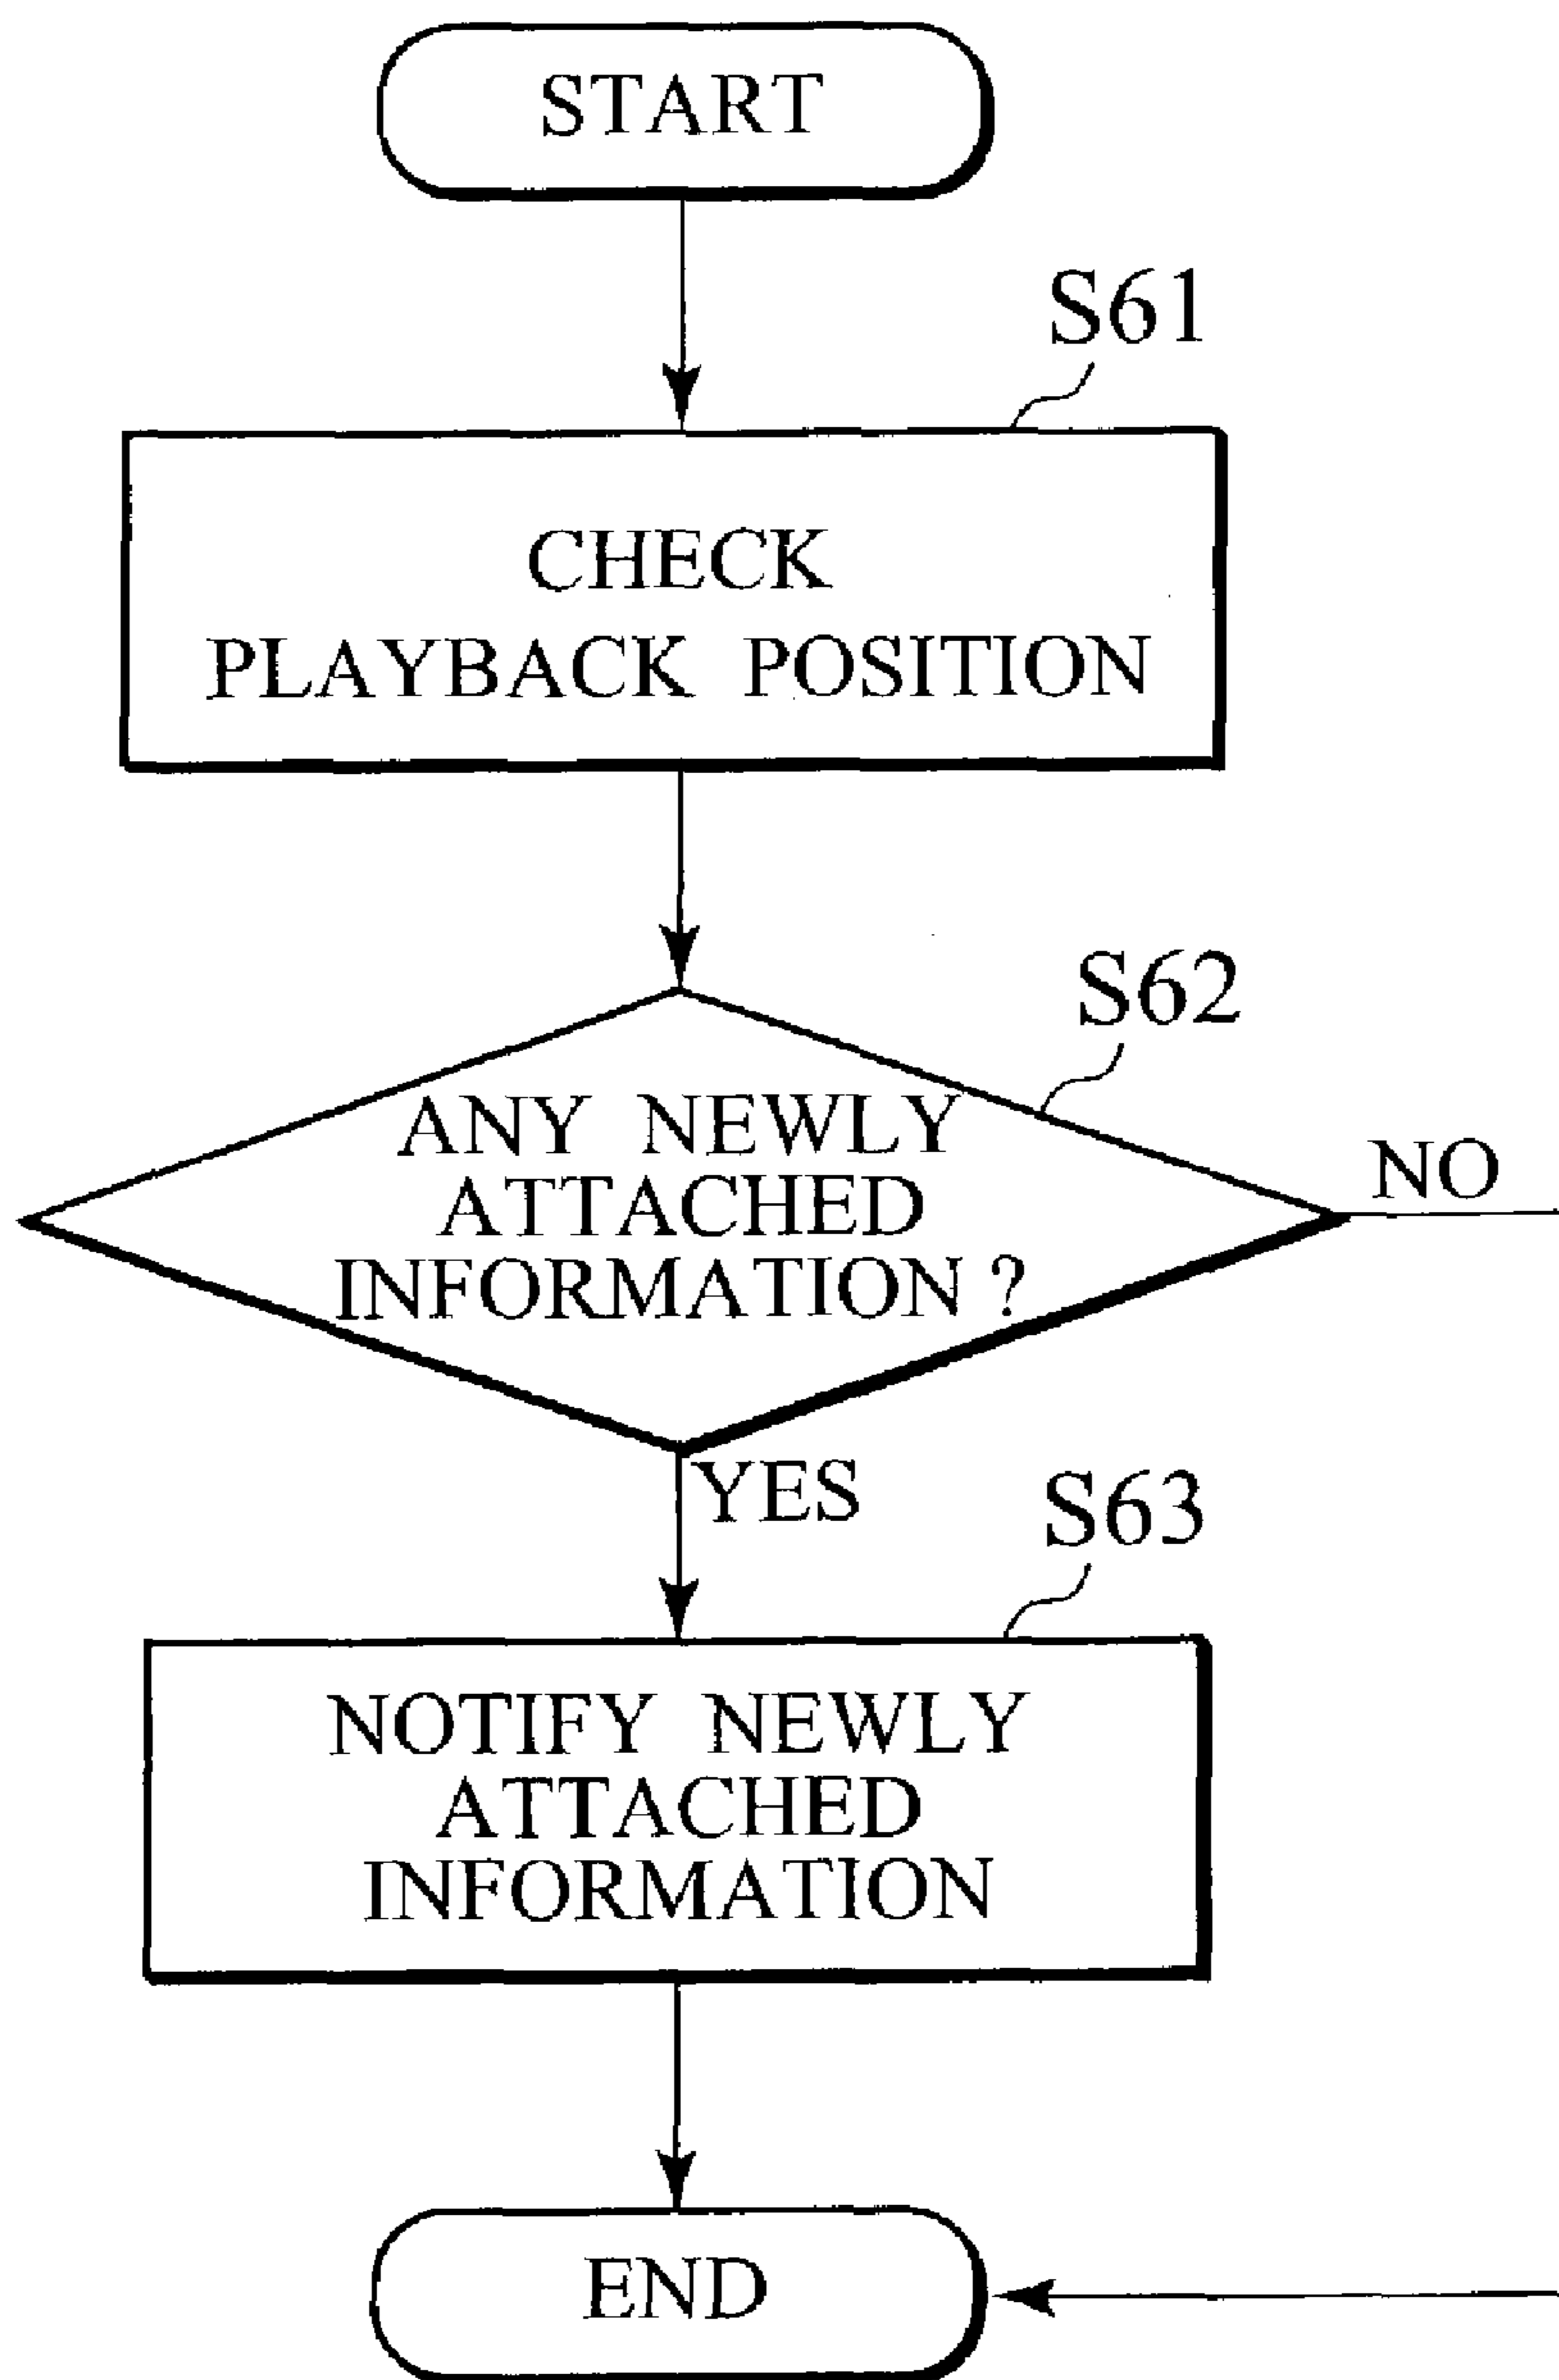 START
S61
CHECK
PLAYBACK POSITION
S62
ANY NEWLY
ATTACHED
INFORMATION ?
NO
YES
S63
NOTIFY NEWLY
ATTACHED
INFORMATION
END